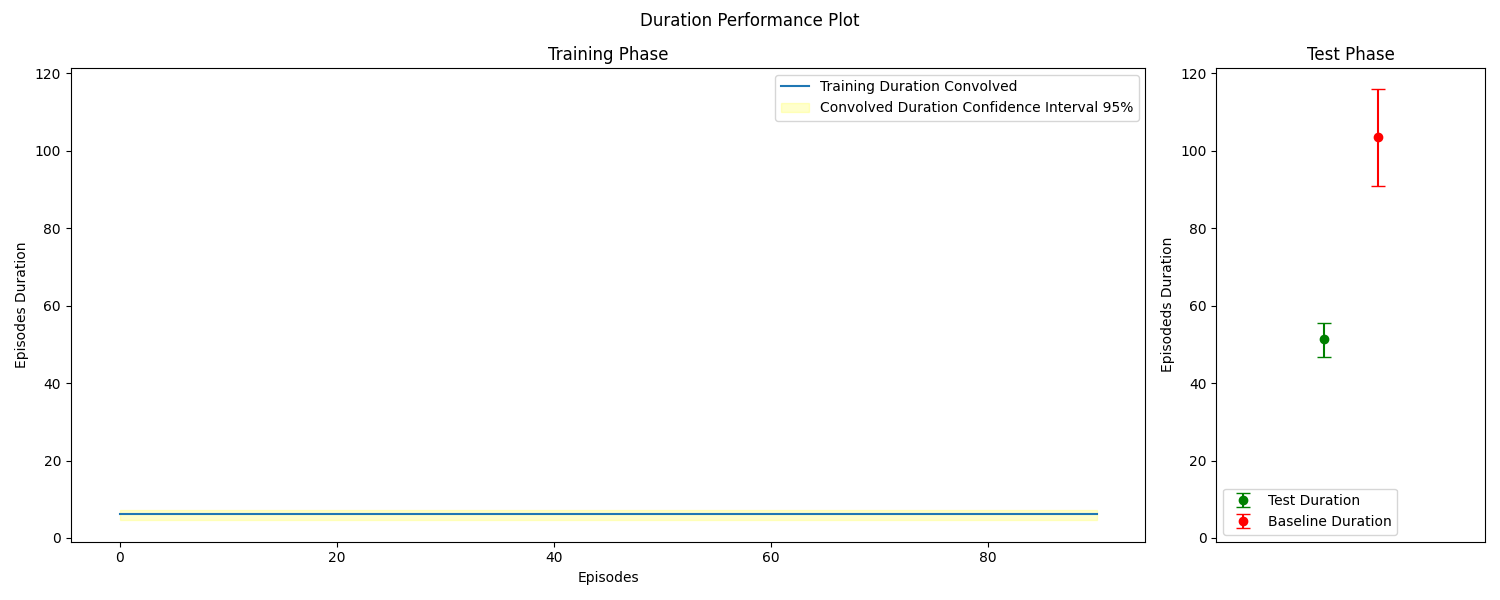 Duration Performance Plot
Training Phase
120
100
80
60
40
20
0
Episodes Duration
0 20 40 60 80
Episodes
Training Duration Convolved
Convolved Duration Confidence Interval 95%
Test Phase
120
100
80
60
40
20
0
Episodeds Duration
Test Duration
Baseline Duration